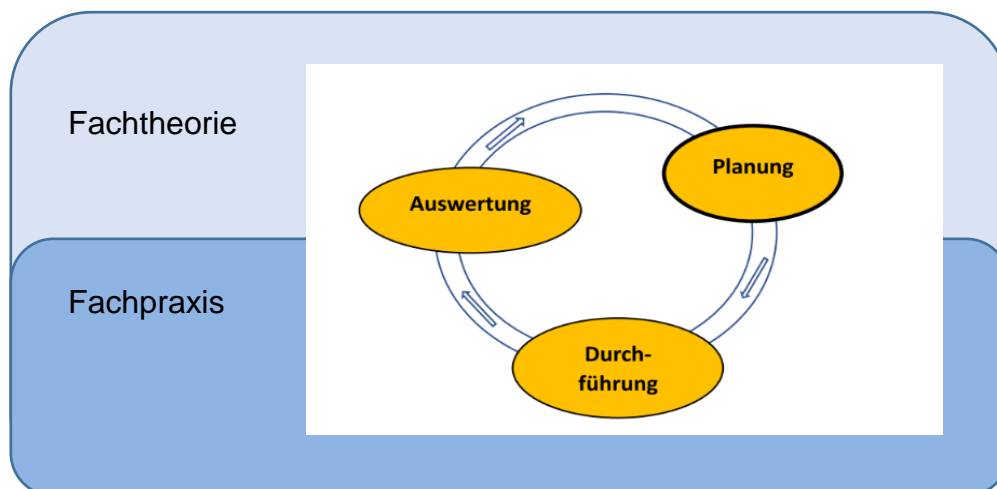 Fachtheorie
Planung
Auswertung
Fachpraxis
Durch-
führung